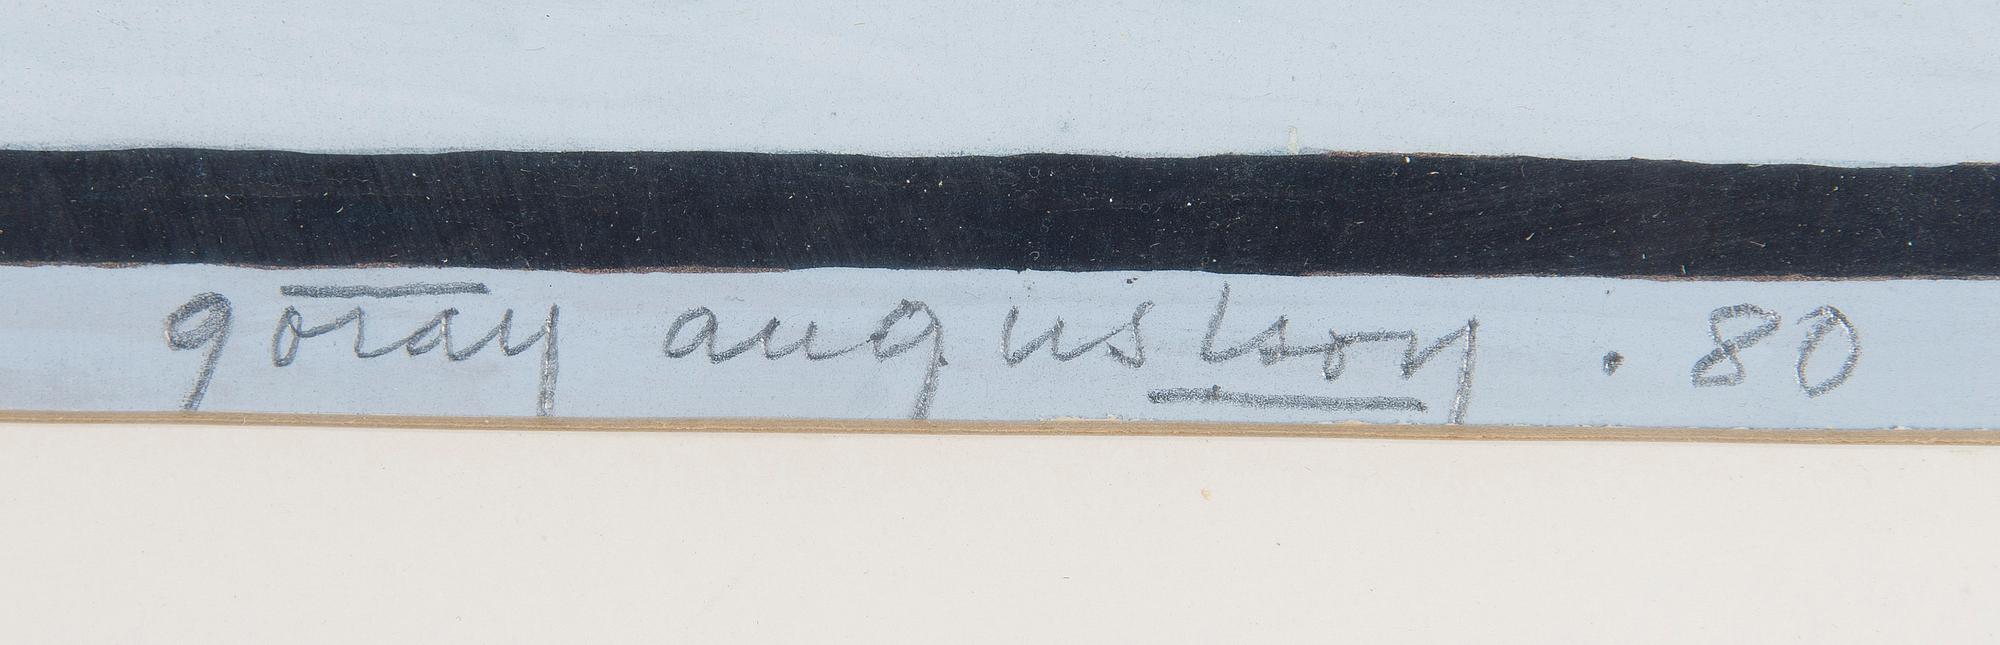 göran augustson . 80